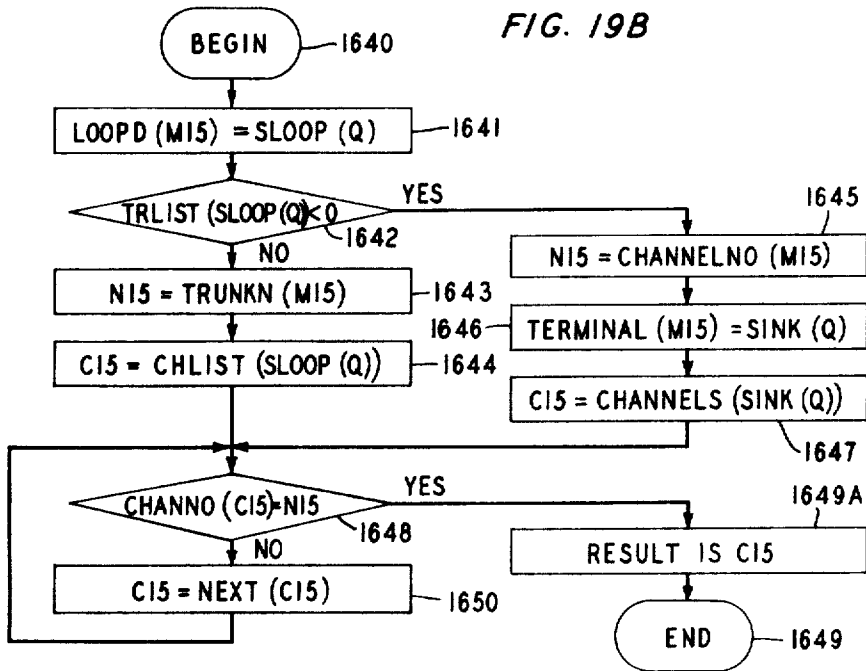 FIG. 19B
BEGIN
1640
LOOPD (M15) = SLOOP (Q)
1641
TRLIST (SLOOP(Q)<0
1642
YES
NO
N15 = TRUNKN (M15)
1643
C15 = CHLIST (SLOOP (Q))
1644
1645
N15 = CHANNELNO (M15)
1646
TERMINAL (M15) = SINK (Q)
C15 = CHANNELS (SINK (Q))
1647
CHANNO (C15)=N15
1648
YES
NO
C15 = NEXT (C15)
1650
1649A
RESULT IS C15
END
1649